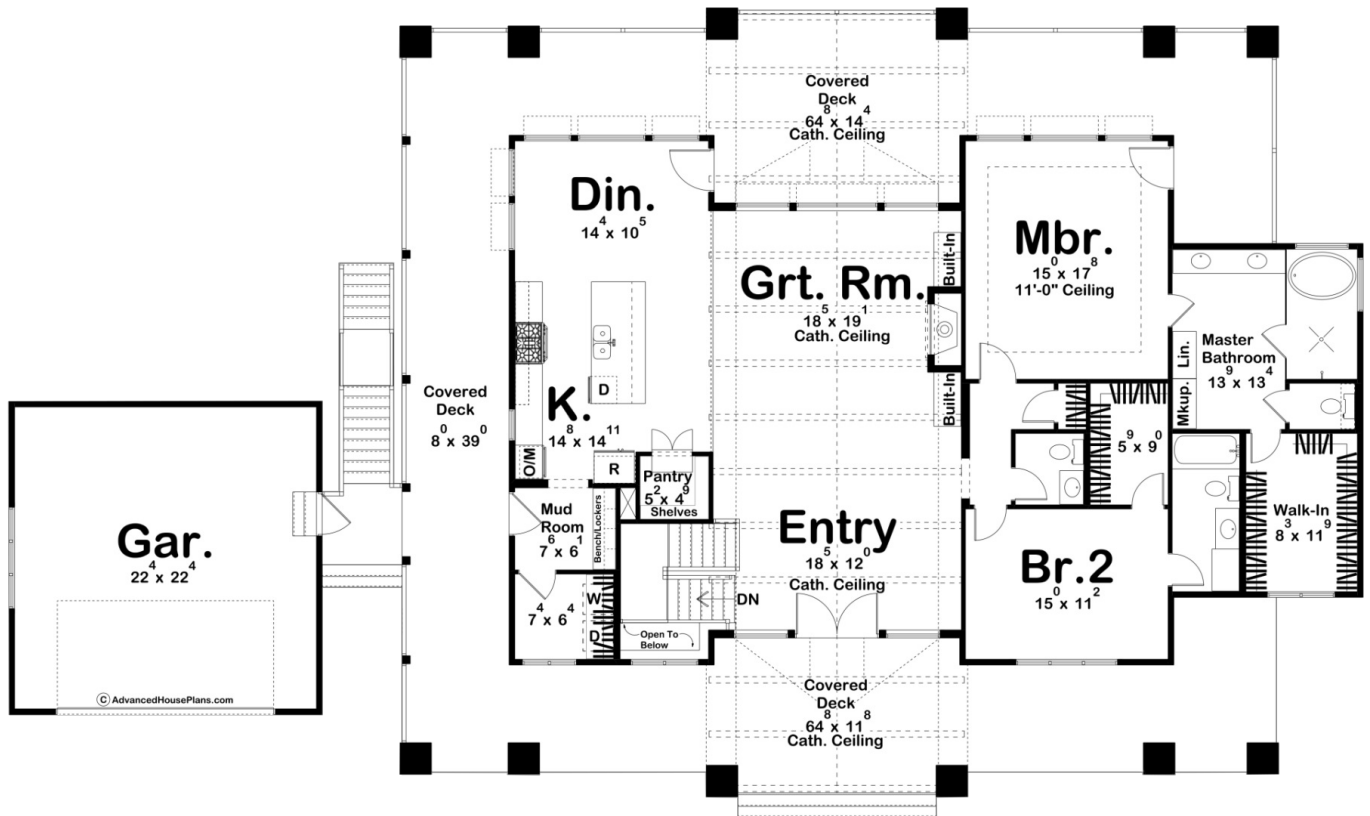 Covered
Deck
64⁸ x 14⁴
Cath. Ceiling
Din.
14⁴ x 10⁵
Mbr.
15⁰ x 17⁸
11'-0" Ceiling
Built-In
Grt. Rm.
18⁵ x 19¹
Cath. Ceiling
Built-In
Master
Bathroom
13⁹ x 13⁴
Lin.
Mkup.
Covered
Deck
8⁰ x 39⁰
D
K.
14⁸ x 14¹¹
O/M
R
Pantry
5² x 4⁹
Shelves
5⁹ x 9⁰
Mud
Room
7⁶ x 6¹
Bench/Lockers
Entry
18⁵ x 12⁰
Cath. Ceiling
Walk-In
8³ x 11⁹
Gar.
22⁴ x 22⁴
Br.2
15⁰ x 11²
7⁴ x 6⁴
W
D
DN
Open To
Below
Covered
Deck
64⁸ x 11⁸
Cath. Ceiling
© AdvancedHousePlans.com